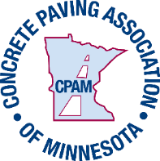 CONCRETE PAVING ASSOCIATION
CPAM
• OF MINNESOTA •